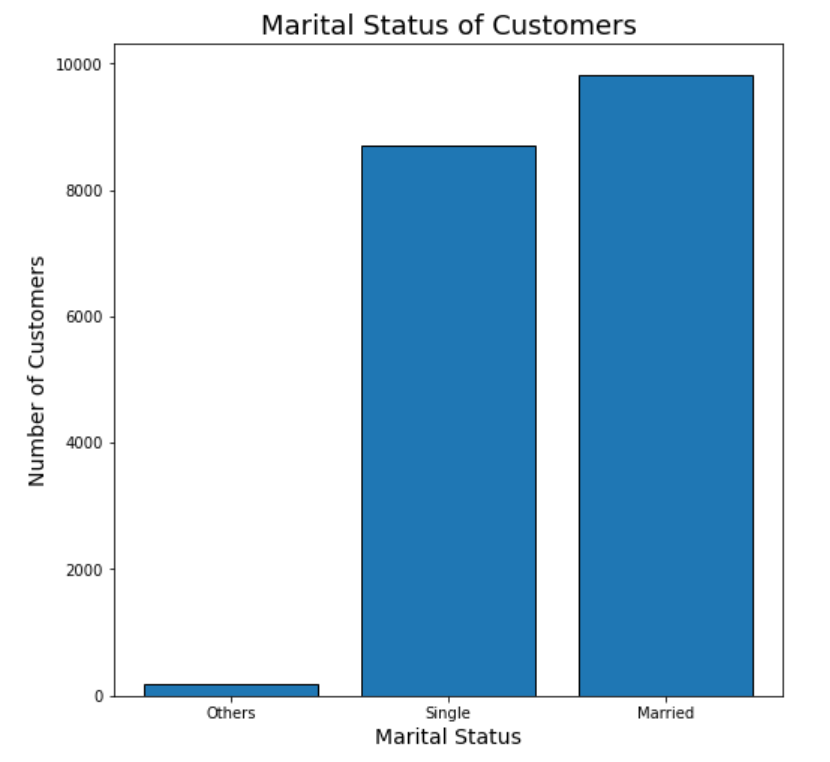 Marital Status of Customers
10000
8000
6000
4000
2000
0
Number of Customers
Others Single Married
Marital Status